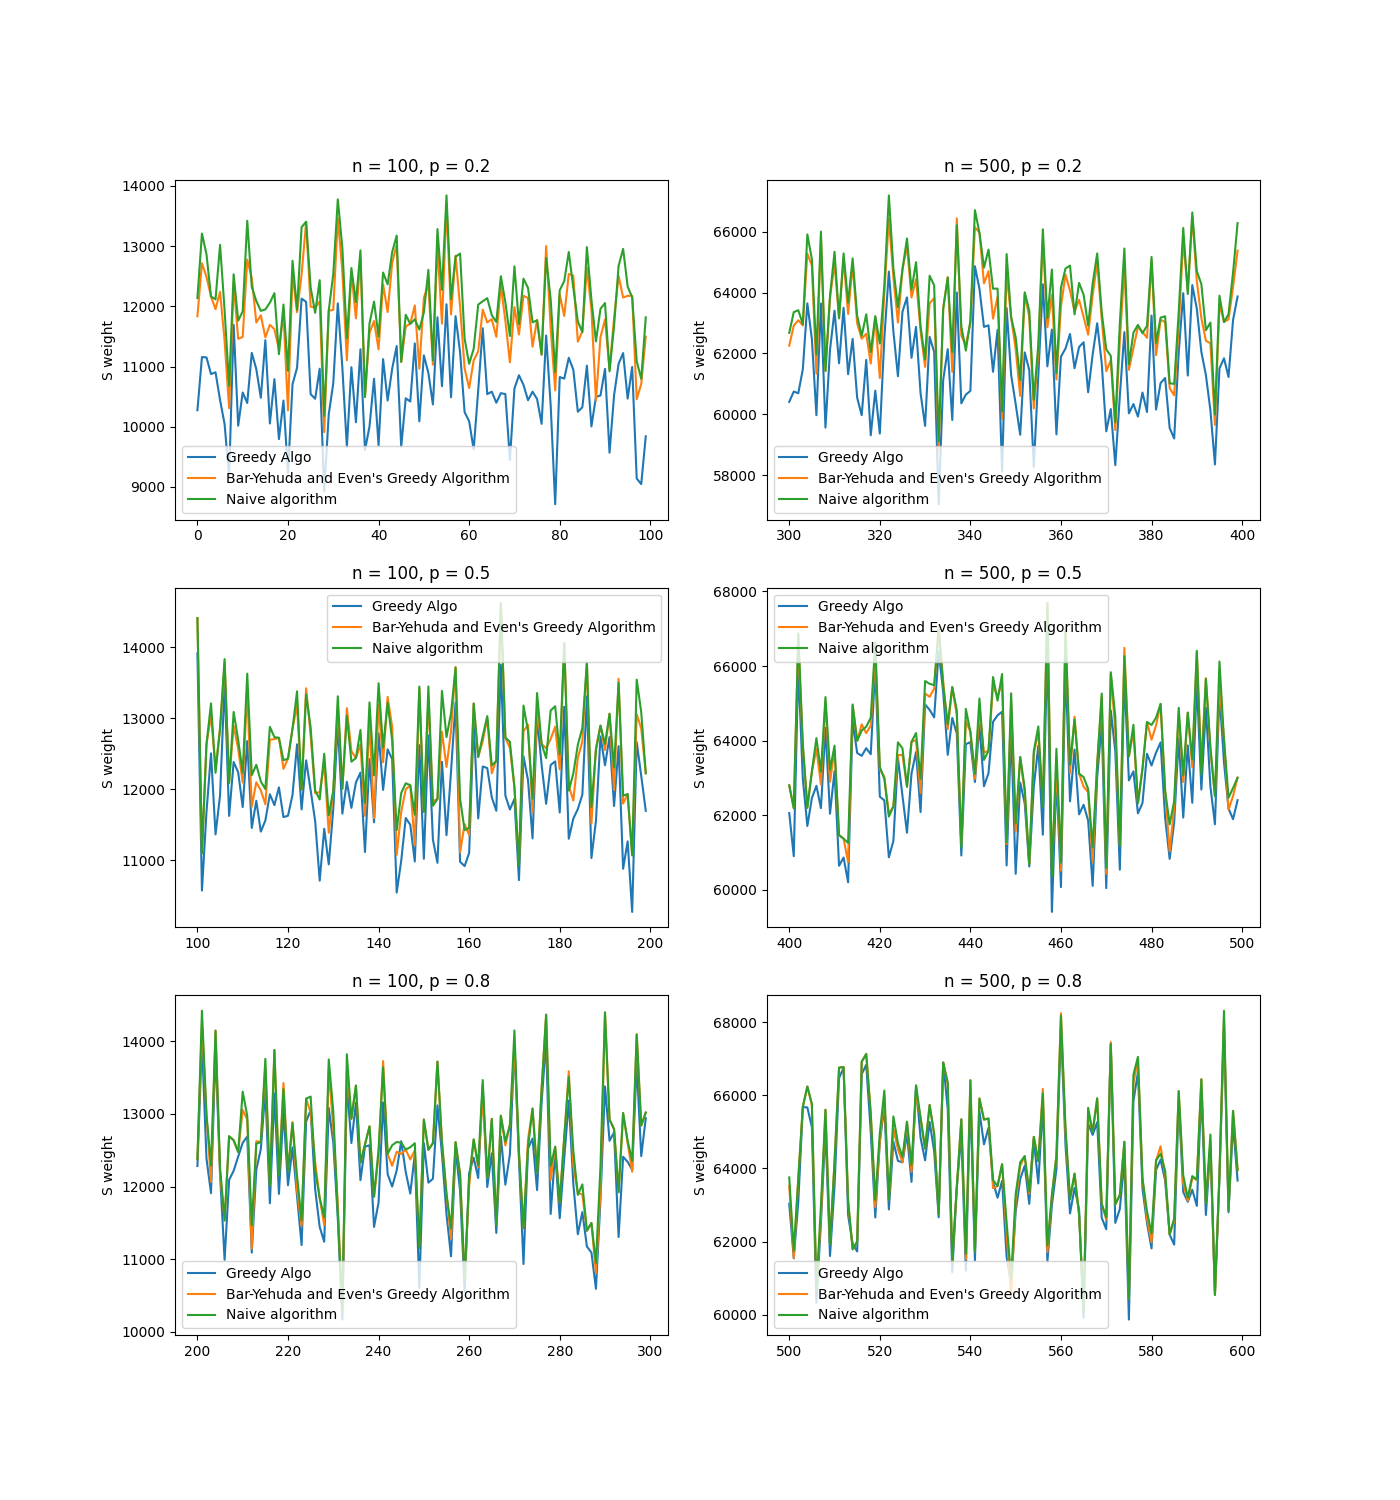 n = 100, p = 0.2
14000
13000
12000
11000
10000
9000
S weight
Greedy Algo
Bar-Yehuda and Even's Greedy Algorithm
Naive algorithm
0 20 40 60 80 100
n = 500, p = 0.2
66000
64000
62000
60000
58000
S weight
Greedy Algo
Bar-Yehuda and Even's Greedy Algorithm
Naive algorithm
300 320 340 360 380 400
n = 100, p = 0.5
14000
13000
12000
11000
S weight
Greedy Algo
Bar-Yehuda and Even's Greedy Algorithm
Naive algorithm
100 120 140 160 180 200
n = 500, p = 0.5
68000
66000
64000
62000
60000
S weight
Greedy Algo
Bar-Yehuda and Even's Greedy Algorithm
Naive algorithm
400 420 440 460 480 500
n = 100, p = 0.8
14000
13000
12000
11000
10000
S weight
Greedy Algo
Bar-Yehuda and Even's Greedy Algorithm
Naive algorithm
200 220 240 260 280 300
n = 500, p = 0.8
68000
66000
64000
62000
60000
S weight
Greedy Algo
Bar-Yehuda and Even's Greedy Algorithm
Naive algorithm
500 520 540 560 580 600